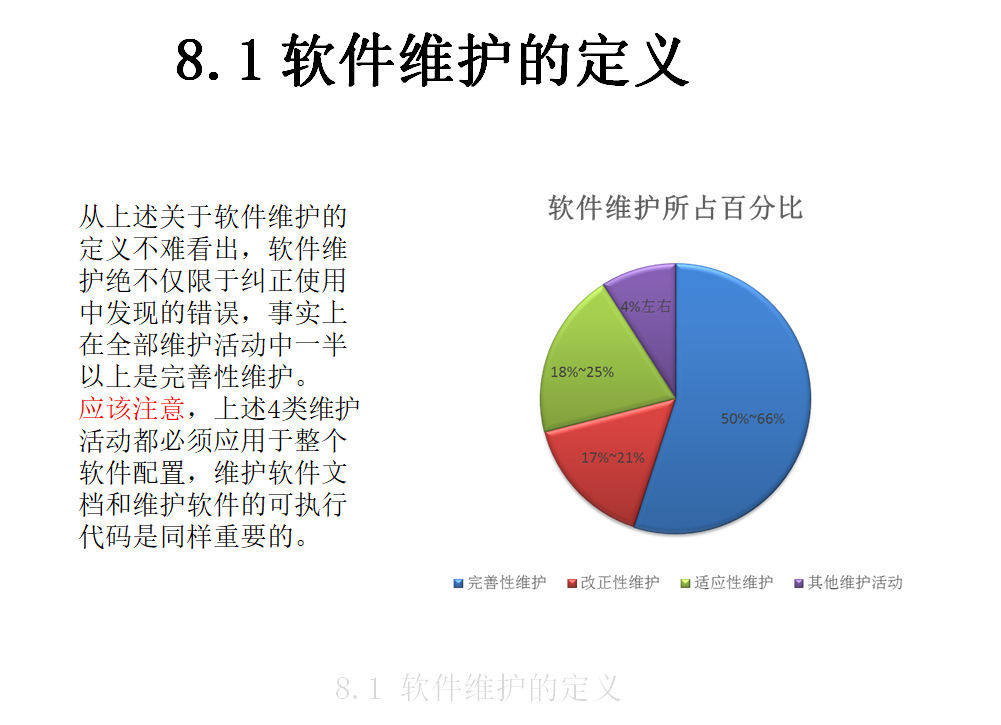 8.1软件维护的定义
从上述关于软件维护的
定义不难看出，软件维
护绝不仅限于纠正使用
中发现的错误，事实上
在全部维护活动中一半
以上是完善性维护。
应该注意，上述4类维护
活动都必须应用于整个
软件配置，维护软件文
档和维护软件的可执行
代码是同样重要的。
软件维护所占百分比
4%左右
18%~25%
50%~66%
17%~21%
完善性维护 改正性维护 适应性维护 其他维护活动
8.1 软件维护的定义